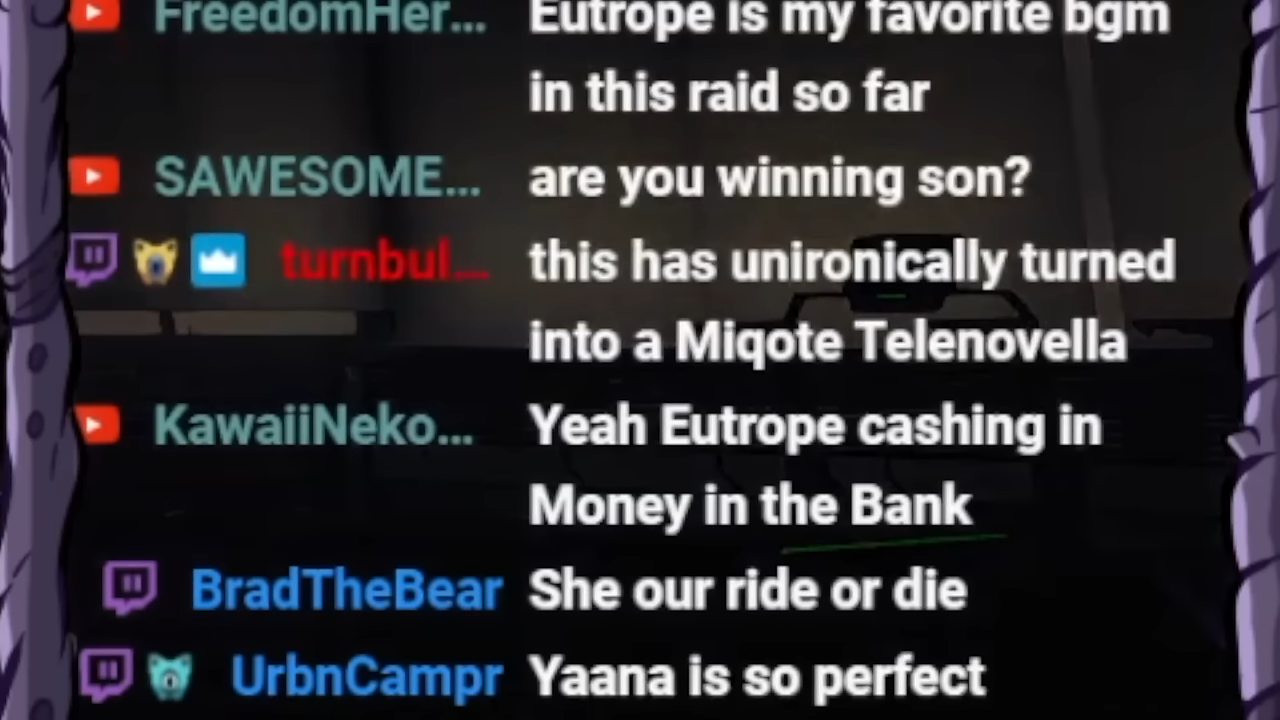 FreedomHer... Eutrope is my favorite bgm
in this raid so far
SAWESOME... are you winning son?
turnbul... this has unironically turned
into a Miqote Telenovella
KawaiiNeko... Yeah Eutrope cashing in
Money in the Bank
BradTheBear She our ride or die
UrbnCampr Yaana is so perfect